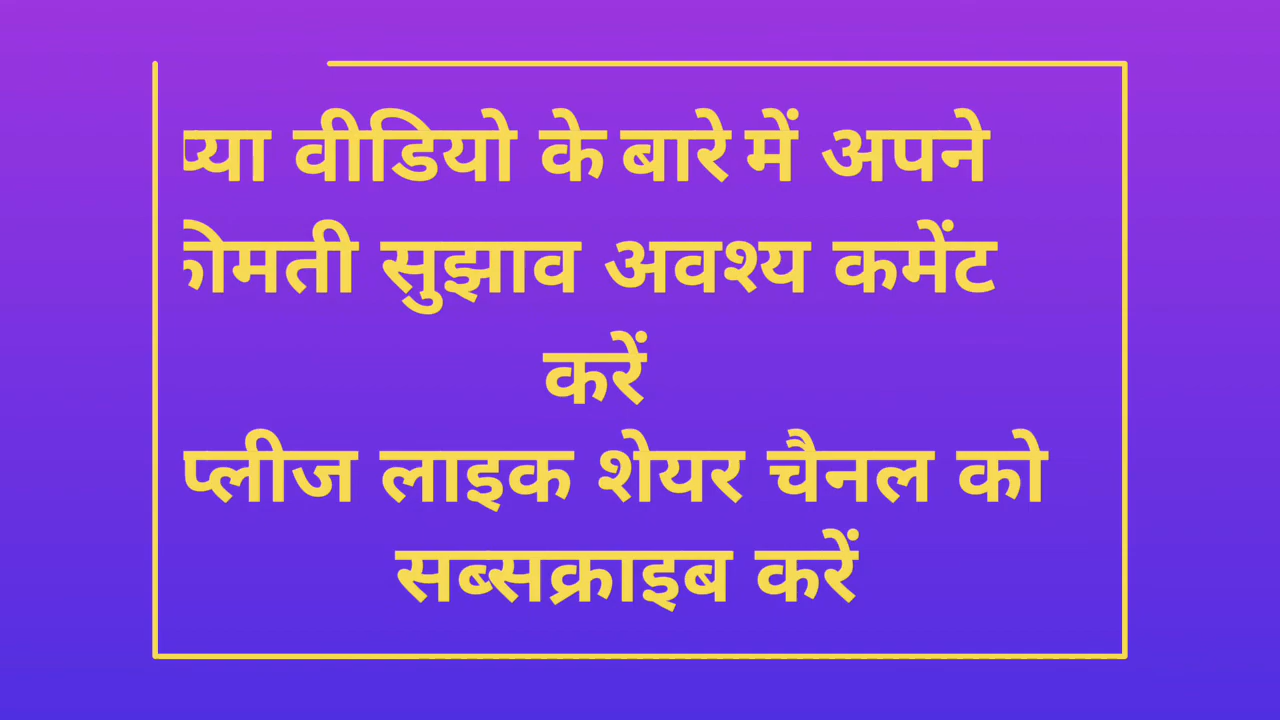 वीडियो के बारे में अपने
सुझाव अवश्य कमेंट
करें
प्लीज लाइक शेयर चैनल को
सब्सक्राइब करें